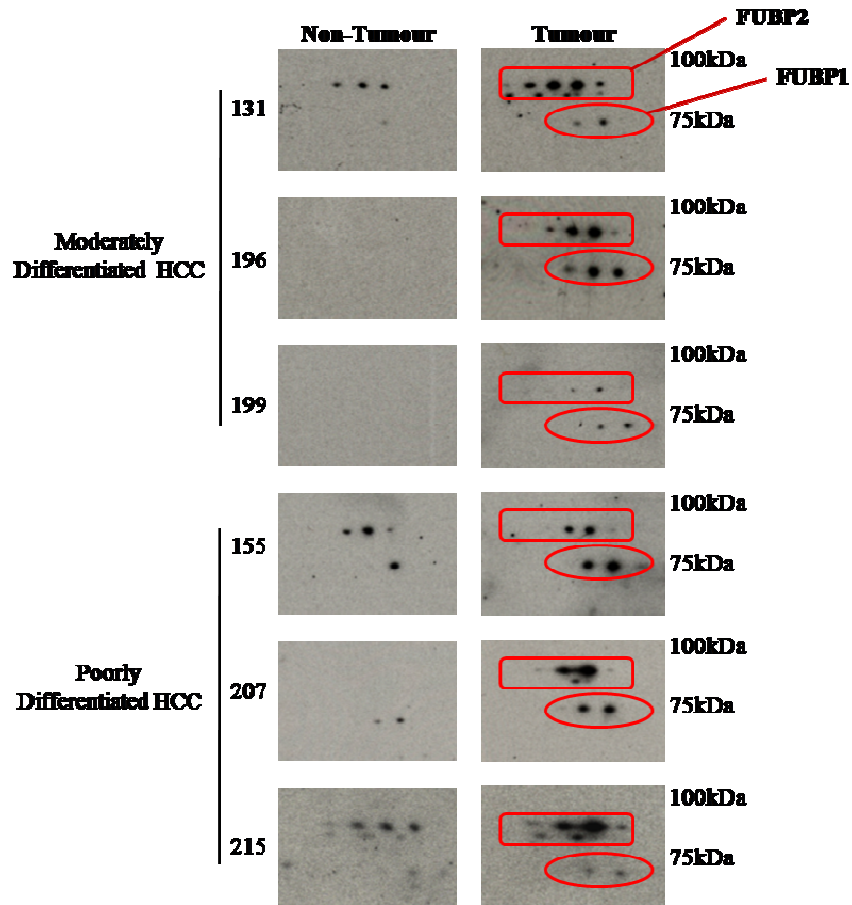 FUBP2
Non-Tumour
Tumour
100kDa
FUBP1
131
75kDa
100kDa
Moderately
Differentiated HCC
196
75kDa
100kDa
199
75kDa
100kDa
155
75kDa
100kDa
Poorly
Differentiated HCC
207
75kDa
100kDa
215
75kDa